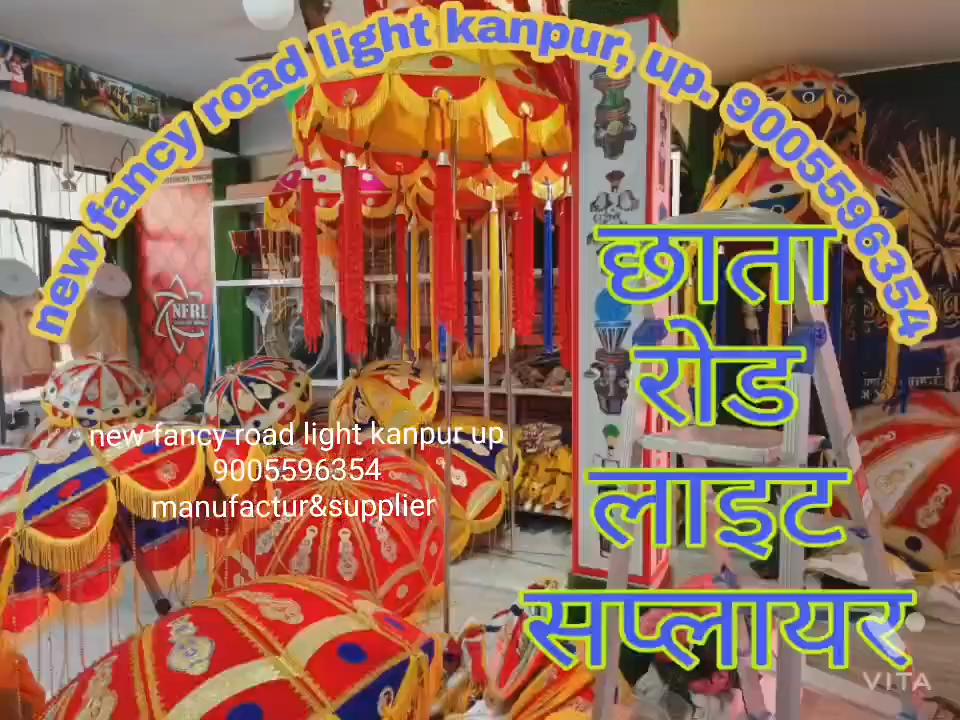 new fancy road light kanpur, up. 9005596354
NFRL
छाता
रोड
लाइट
सप्लायर
new fancy road light kanpur up
9005596354
manufactur&supplier
VITA